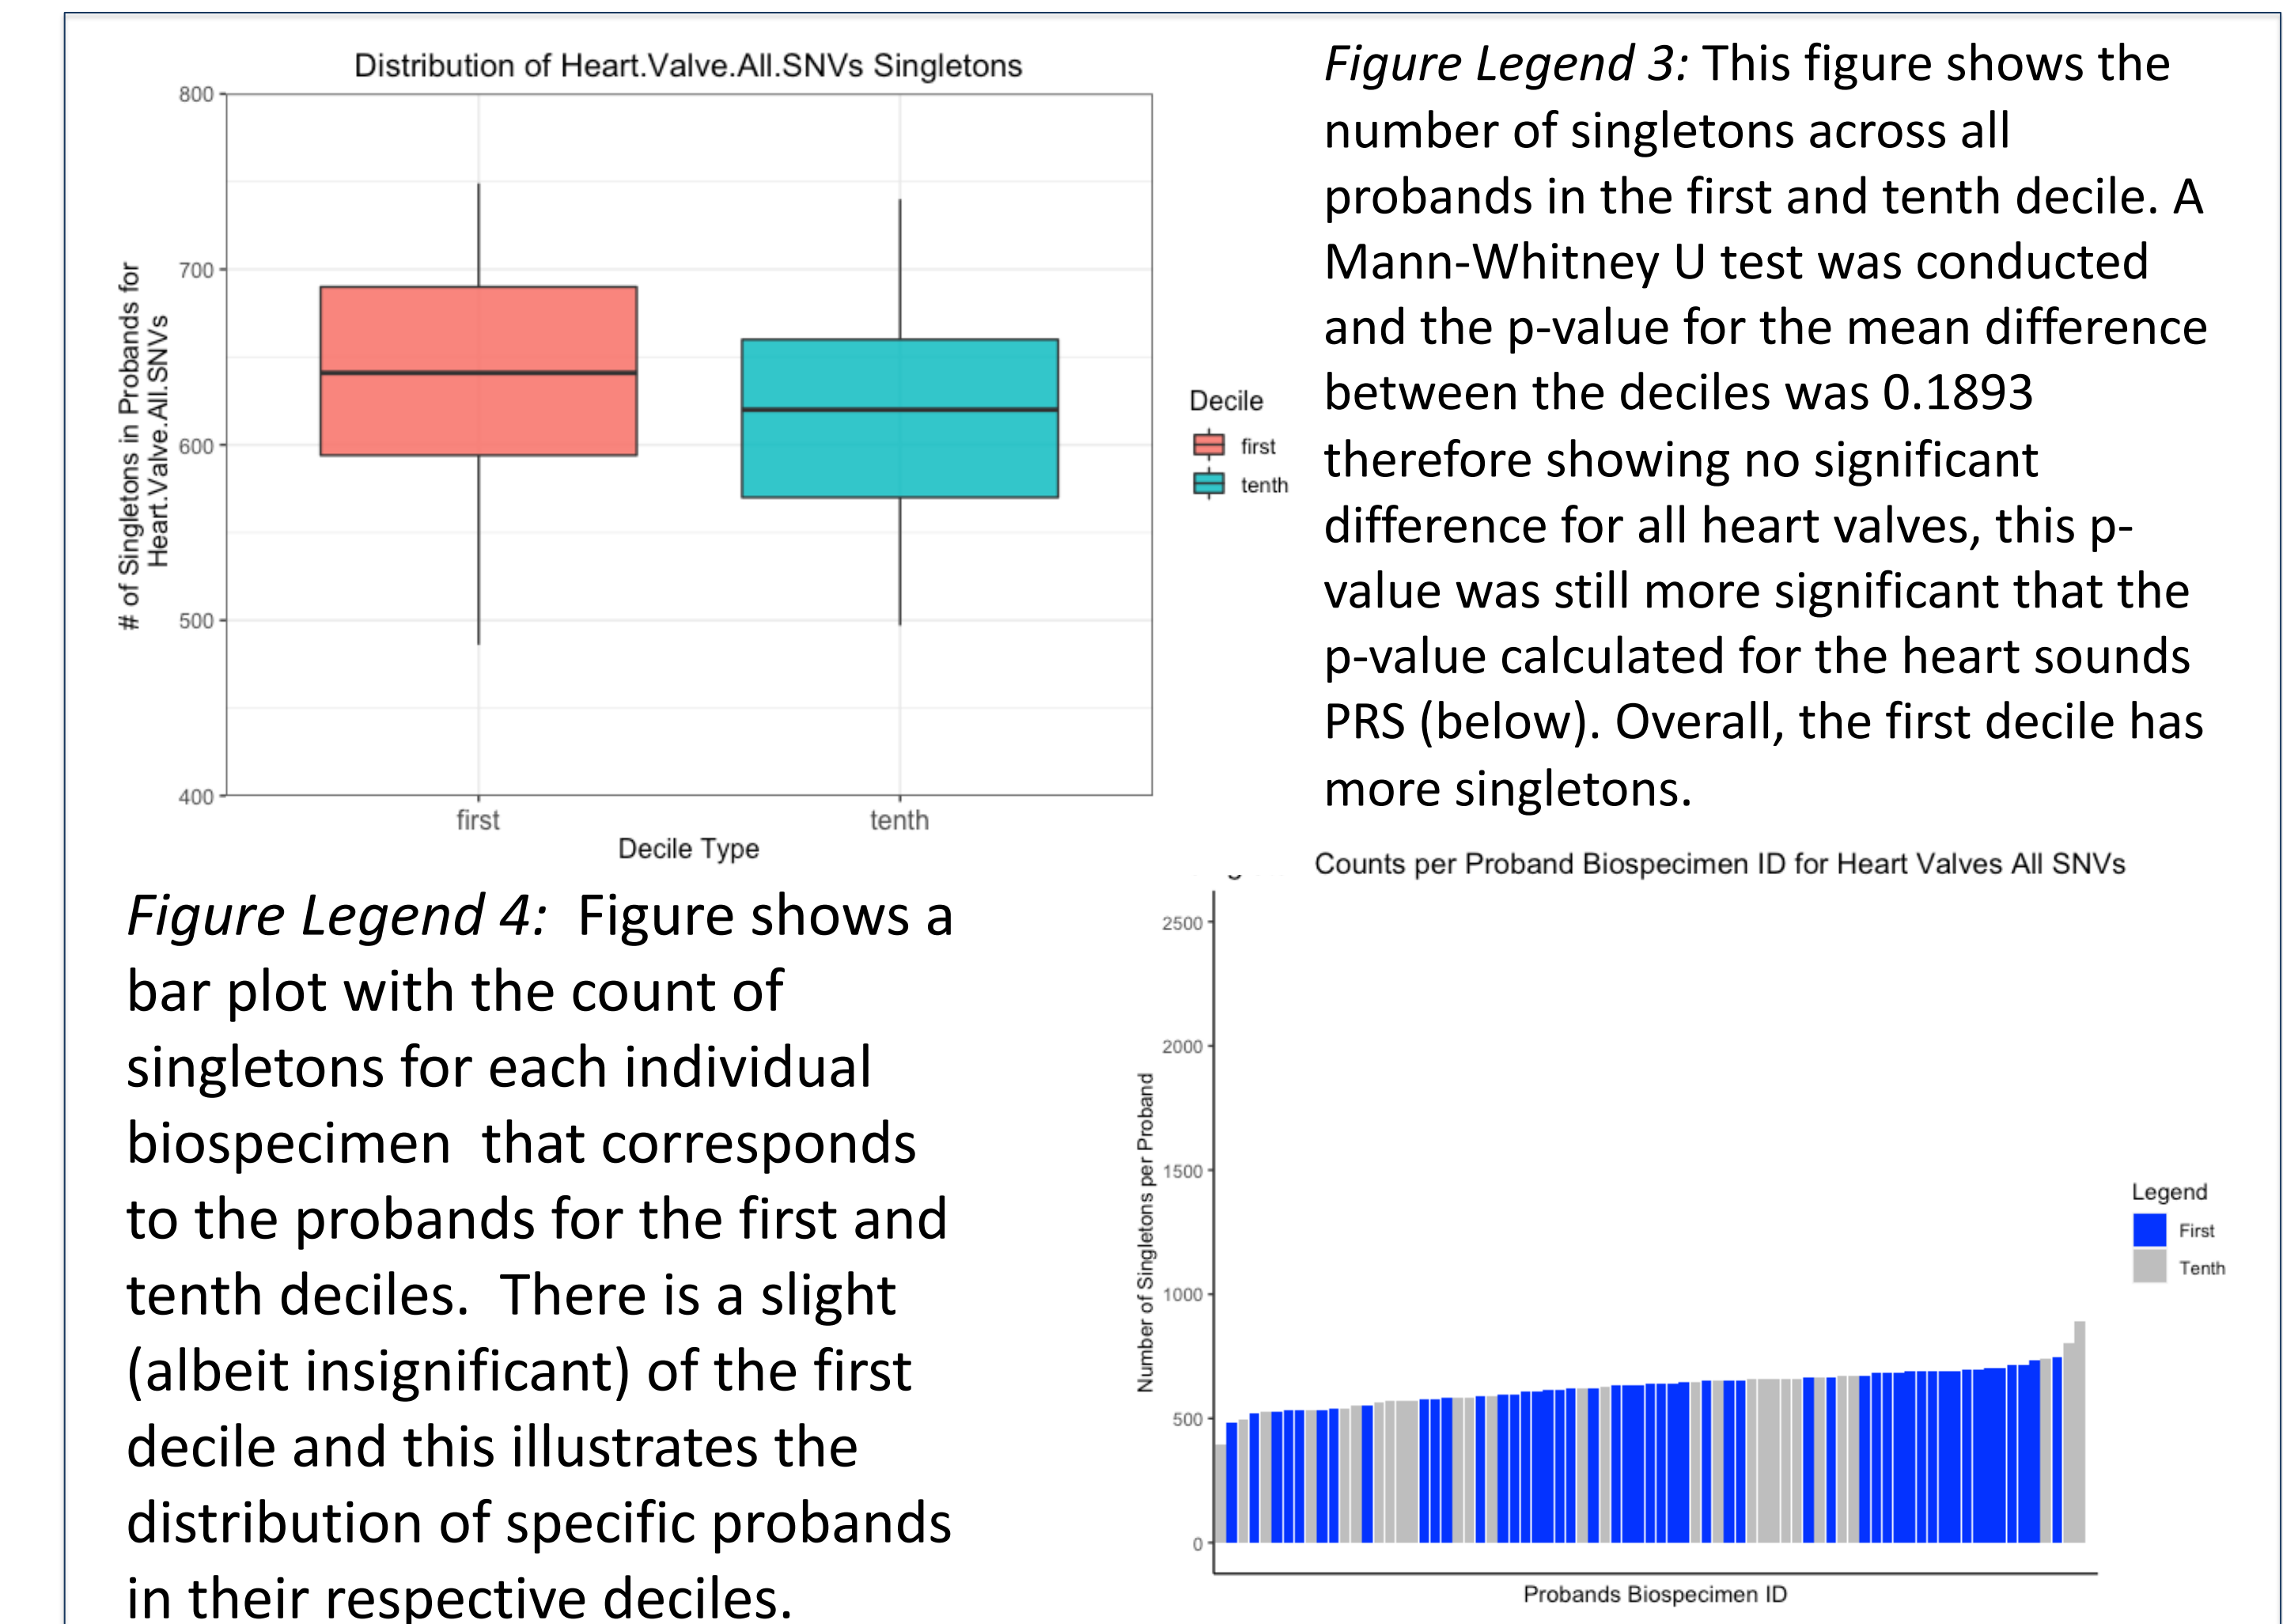 Distribution of Heart.Valve.All.SNVs Singletons
800
700
600
500
400
# of Singletons in Probands for
Heart.Valve.All.SNVs
first
tenth
Decile Type
Decile
first
tenth
Figure Legend 3: This figure shows the
number of singletons across all
probands in the first and tenth decile. A
Mann-Whitney U test was conducted
and the p-value for the mean difference
between the deciles was 0.1893
therefore showing no significant
difference for all heart valves, this p-
value was still more significant that the
p-value calculated for the heart sounds
PRS (below). Overall, the first decile has
more singletons.
Figure Legend 4: Figure shows a
bar plot with the count of
singletons for each individual
biospecimen that corresponds
to the probands for the first and
tenth deciles. There is a slight
(albeit insignificant) of the first
decile and this illustrates the
distribution of specific probands
in their respective deciles.
Counts per Proband Biospecimen ID for Heart Valves All SNVs
2500
2000
1500
1000
500
0
Number of Singletons per Proband
Probands Biospecimen ID
Legend
First
Tenth